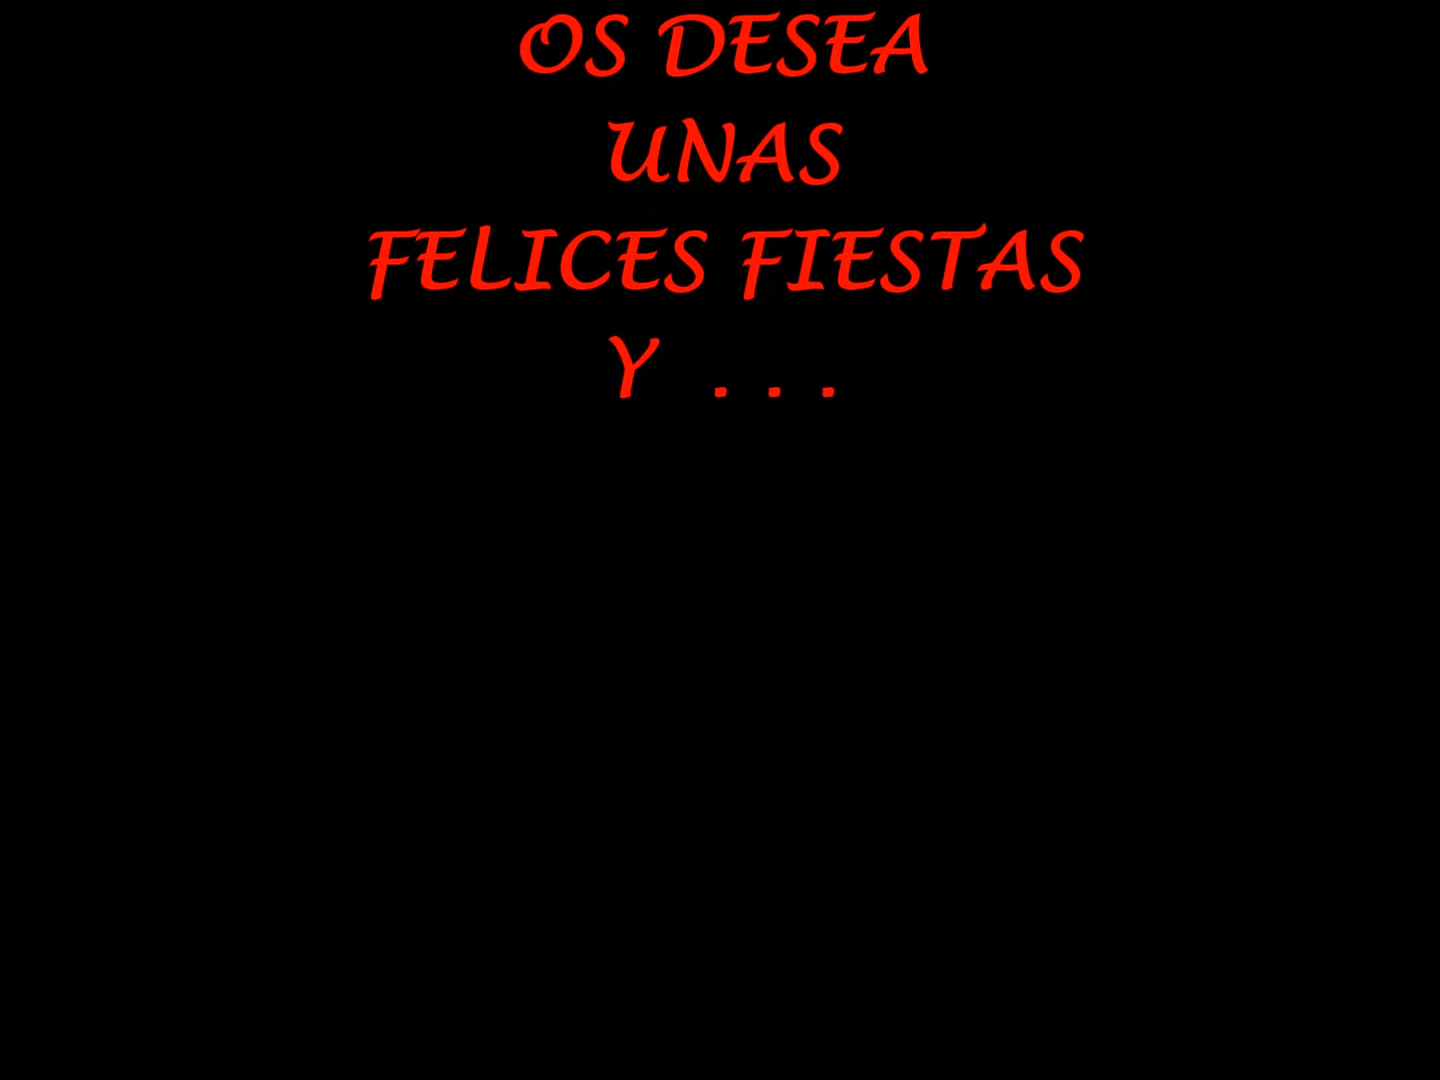 OS DESEA
UNAS
FELICES FIESTAS
Y . . .